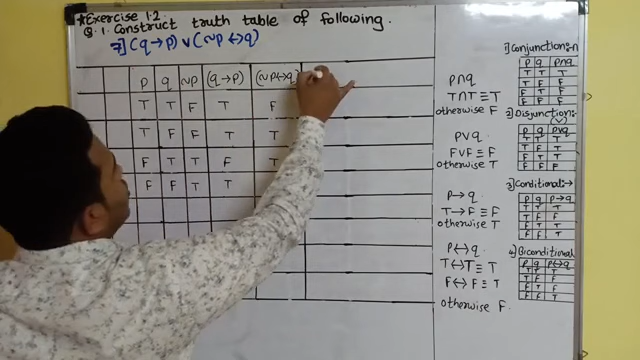 *Exercise 1.2
Q.1. Construct truth table of following.
7] (q→p) ∨ (~p↔q)
p q ~p (q→p) (~p↔q)
T T F T F
T F F T T
F T T F T
F F T T
p∩q
T∩T≡T
otherwise F
p∨q
F∨F≡F
otherwise T
p→q
T→F≡F
otherwise T
p↔q
T↔T≡T
F↔F≡T
otherwise F.
1] Conjunction:-∩
p q p∩q
T T T
T F F
F T F
F F F
2] Disjunction:-
(∨)
p q p∨q
T T T
T F T
F T T
F F F
3] Conditional:→
p q p→q
T T T
T F F
F T T
F F T
4] Biconditional
p q p↔q
T T T
T F F
F T F
F F T